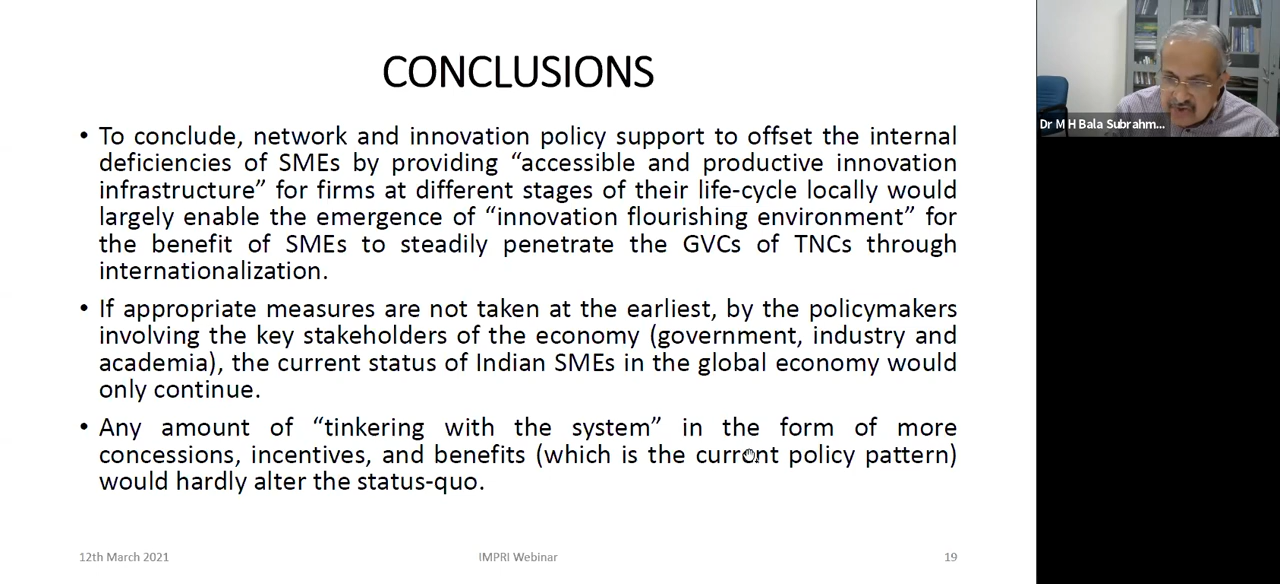 CONCLUSIONS
• To conclude, network and innovation policy support to offset the internal
deficiencies of SMEs by providing “accessible and productive innovation
infrastructure” for firms at different stages of their life-cycle locally would
largely enable the emergence of “innovation flourishing environment” for
the benefit of SMEs to steadily penetrate the GVCs of TNCs through
internationalization.
• If appropriate measures are not taken at the earliest, by the policymakers
involving the key stakeholders of the economy (government, industry and
academia), the current status of Indian SMEs in the global economy would
only continue.
• Any amount of “tinkering with the system” in the form of more
concessions, incentives, and benefits (which is the current policy pattern)
would hardly alter the status-quo.
12th March 2021
IMPRI Webinar
19
Dr M H Bala Subrahm...